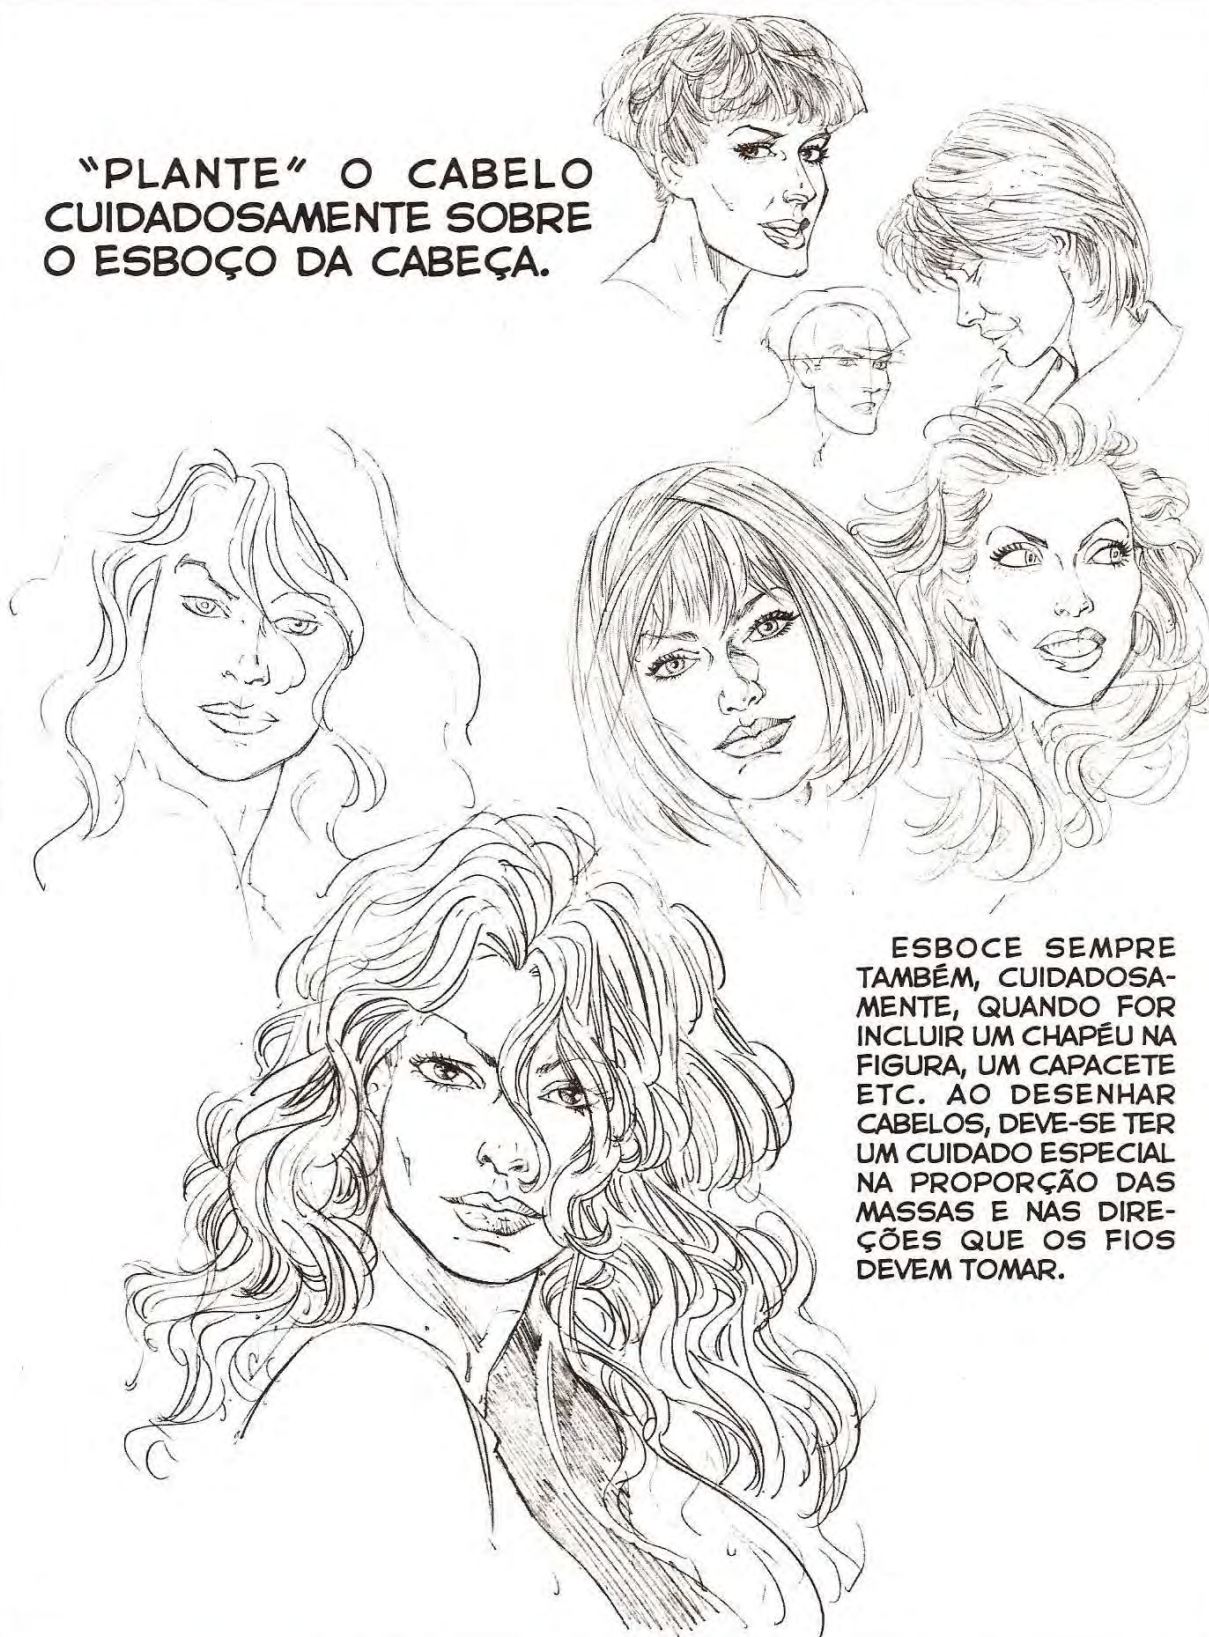 "PLANTE" O CABELO
CUIDADOSAMENTE SOBRE
O ESBOÇO DA CABEÇA.
ESBOCE SEMPRE
TAMBÉM, CUIDADOSA-
MENTE, QUANDO FOR
INCLUIR UM CHAPÉU NA
FIGURA, UM CAPACETE
ETC. AO DESENHAR
CABELOS, DEVE-SE TER
UM CUIDADO ESPECIAL
NA PROPORÇÃO DAS
MASSAS E NAS DIRE-
ÇÕES QUE OS FIOS
DEVEM TOMAR.